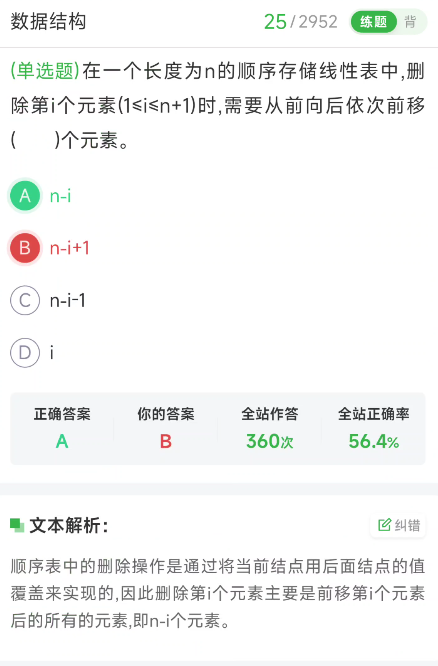 数据结构 25/2952 练题 背
(单选题)在一个长度为n的顺序存储线性表中,删
除第i个元素(1≤i≤n+1)时,需要从前向后依次前移
(  )个元素。
A n-i
B n-i+1
C n-i-1
D i
正确答案 你的答案 全站作答 全站正确率
A B 360次 56.4%
文本解析: 纠错
顺序表中的删除操作是通过将当前结点用后面结点的值
覆盖来实现的,因此删除第i个元素主要是前移第i个元素
后的所有的元素,即n-i个元素。